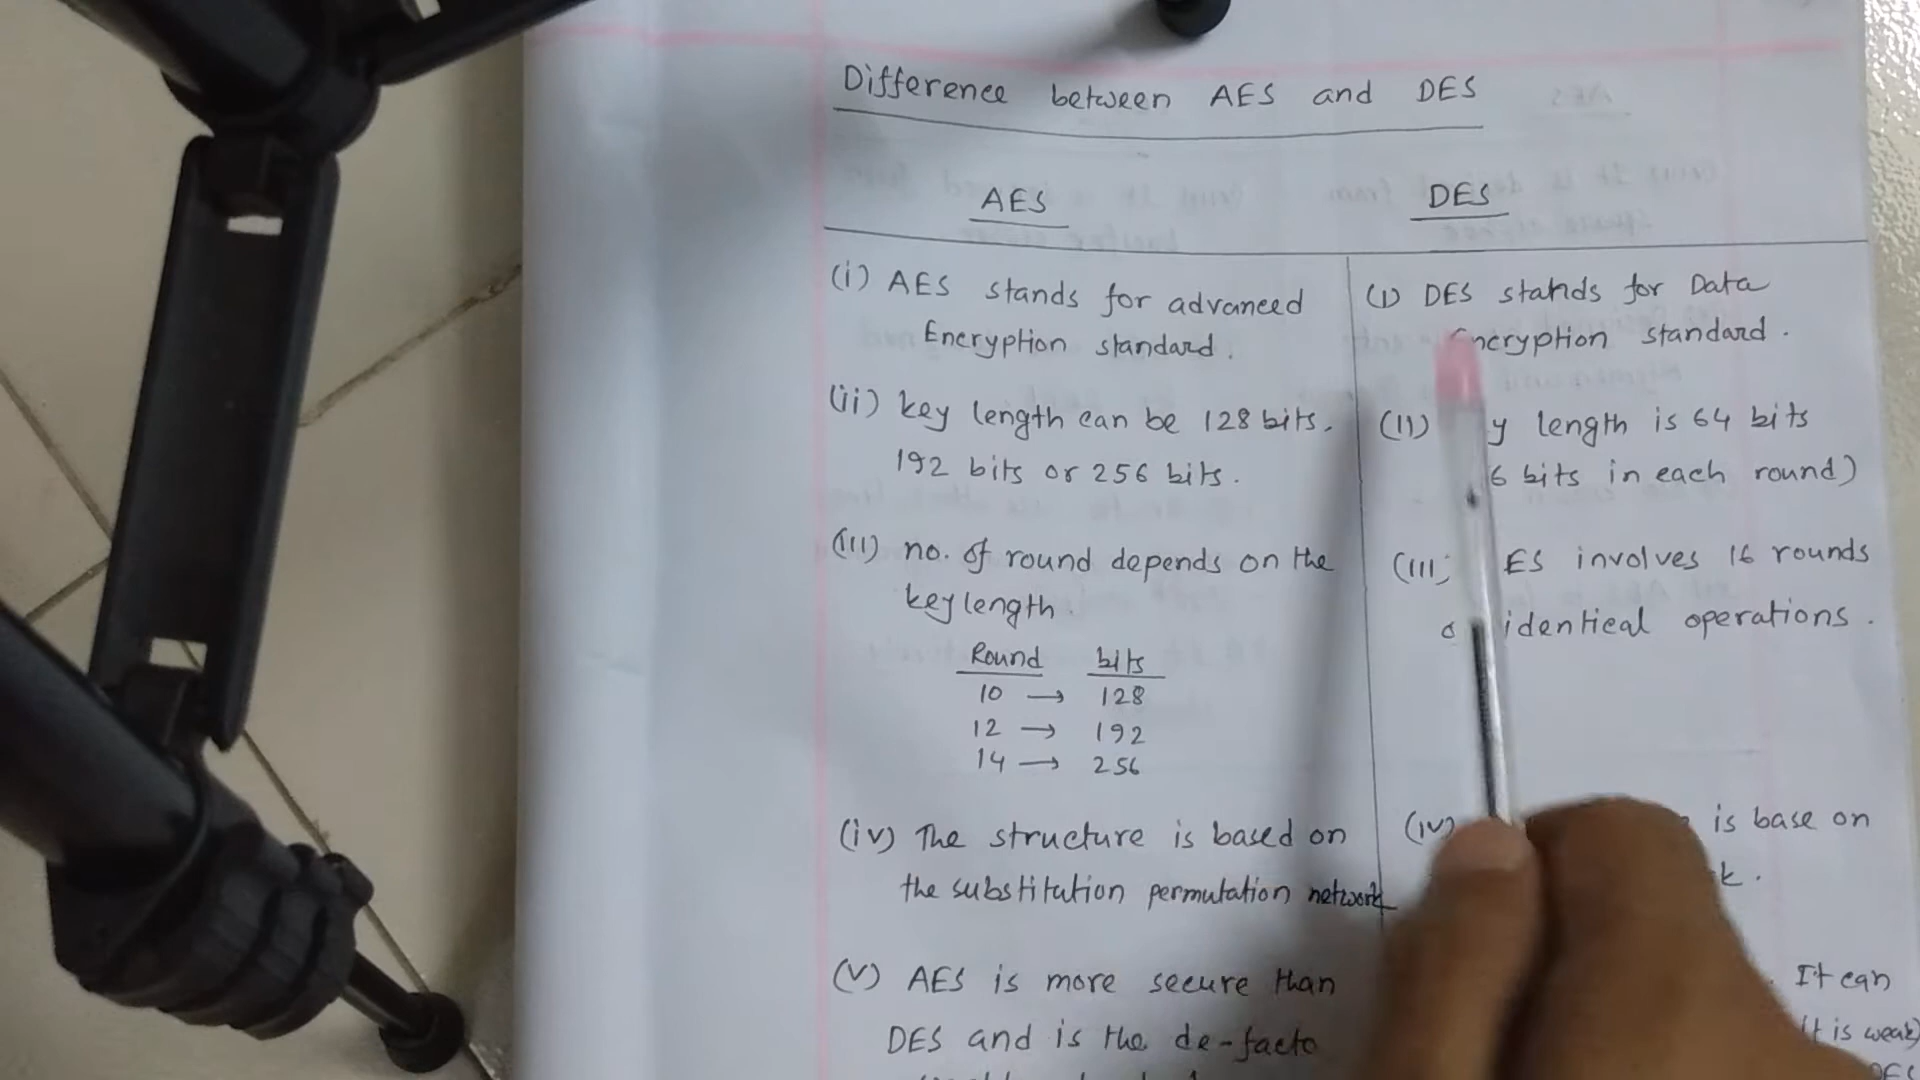 Difference between AES and DES
AES
DES
(i) AES stands for advanced
Encryption standard.
(ii) key length can be 128 bits,
192 bits or 256 bits.
(III) no. of round depends on the
key length.
Round bits
10 → 128
12 → 192
14 → 256
(iv) The structure is based on
the substitution permutation network
(V) AES is more secure than
DES and is the de-facto
(I) DES stands for Data
Encryption standard.
(II) length is 64 bits
bits in each round)
(III) involves 16 rounds
identical operations.
(IV) is base on
It can
It is weak)